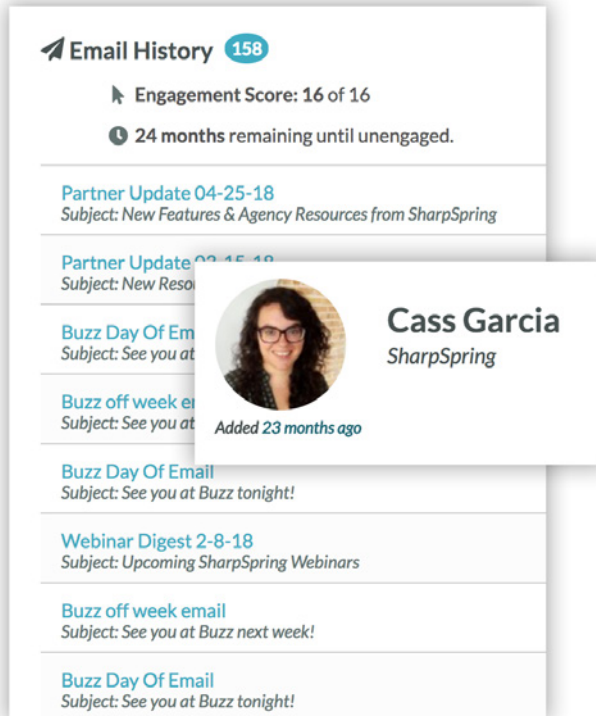 Email History 158
Engagement Score: 16 of 16
24 months remaining until unengaged.
Partner Update 04-25-18
Subject: New Features & Agency Resources from SharpSpring
Partner Update
Subject: New
Buzz Day Of
Subject: See you at
Buzz off week
Subject: See you at
Cass Garcia
SharpSpring
Added 23 months ago
Buzz Day Of Email
Subject: See you at Buzz tonight!
Webinar Digest 2-8-18
Subject: Upcoming SharpSpring Webinars
Buzz off week email
Subject: See you at Buzz next week!
Buzz Day Of Email
Subject: See you at Buzz tonight!